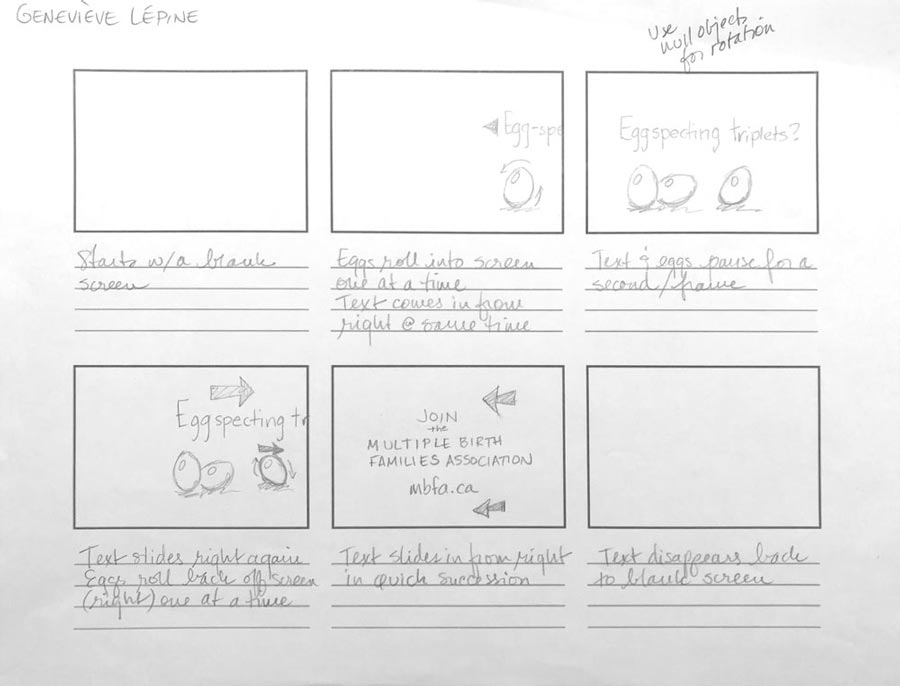 GENEVIÈVE LÉPINE
Use
null objects
for rotation
Egg-spe
Eggspecting triplets?
Starts w/a blank
screen
Eggs roll into screen
one at a time
Text comes in from
right @ same time
Text & eggs pause for a
second/frame
Eggspecting tr
JOIN
the
MULTIPLE BIRTH
FAMILIES ASSOCIATION
mbfa.ca
Text slides right again
Eggs roll back off screen
(right) one at a time
Text slides in from right
in quick succession
Text disappears back
to blank screen